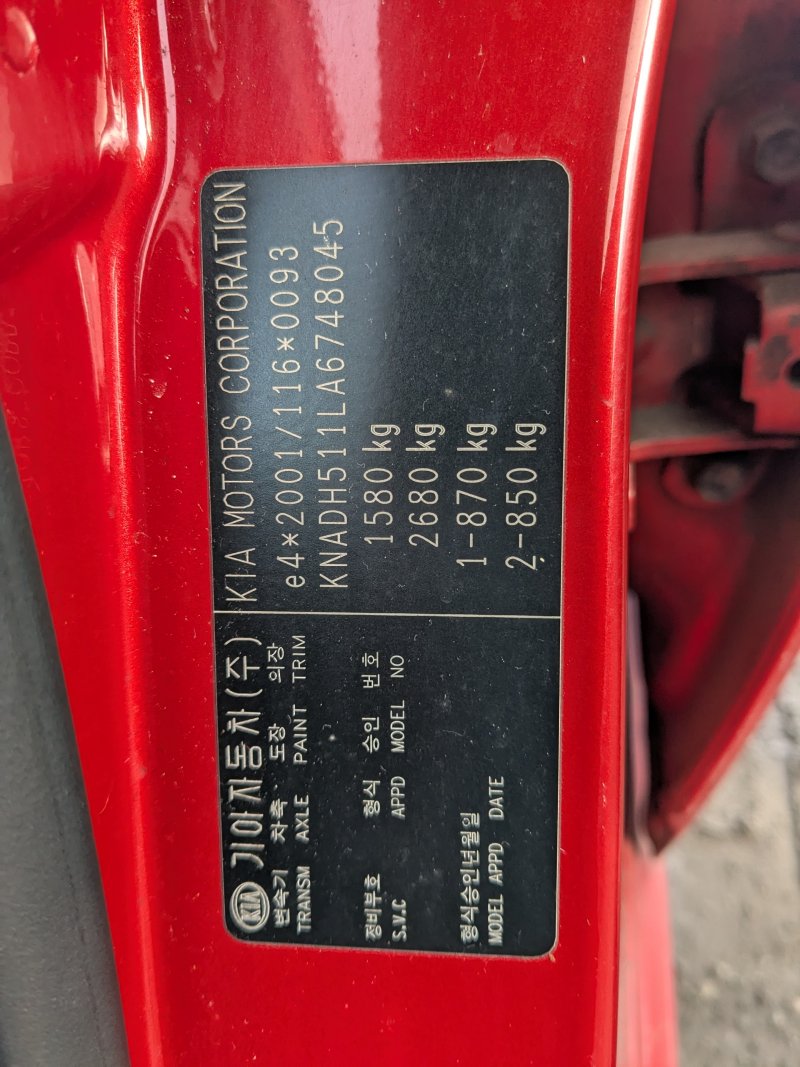 KIA 기아자동차(주) KIA MOTORS CORPORATION
변속기 차축 도장 의장
TRANSM AXLE PAINT TRIM
e4*2001/116*0093
KNADH511LA6748045
정비부호 형식 승인 번호
S.V.C APPD MODEL NO
1580 kg
2680 kg
형식승인년월일
MODEL APPD DATE
1-870 kg
2-850 kg